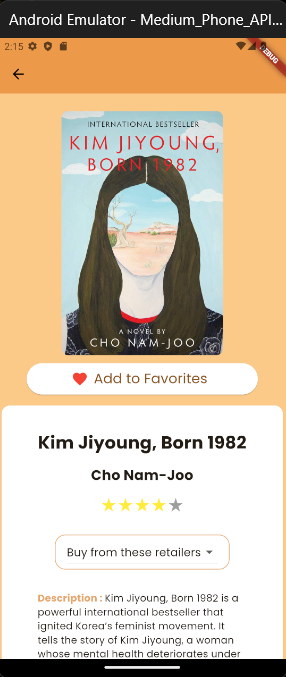 Android Emulator - Medium_Phone_API...
2:15
DEBUG
INTERNATIONAL BESTSELLER
KIM JIYOUNG,
BORN 1982
A NOVEL BY
CHO NAM-JOO
Add to Favorites
Kim Jiyoung, Born 1982
Cho Nam-Joo
Buy from these retailers
Description : Kim Jiyoung, Born 1982 is a
powerful international bestseller that
ignited Korea's feminist movement. It
tells the story of Kim Jiyoung, a woman
whose mental health deteriorates under